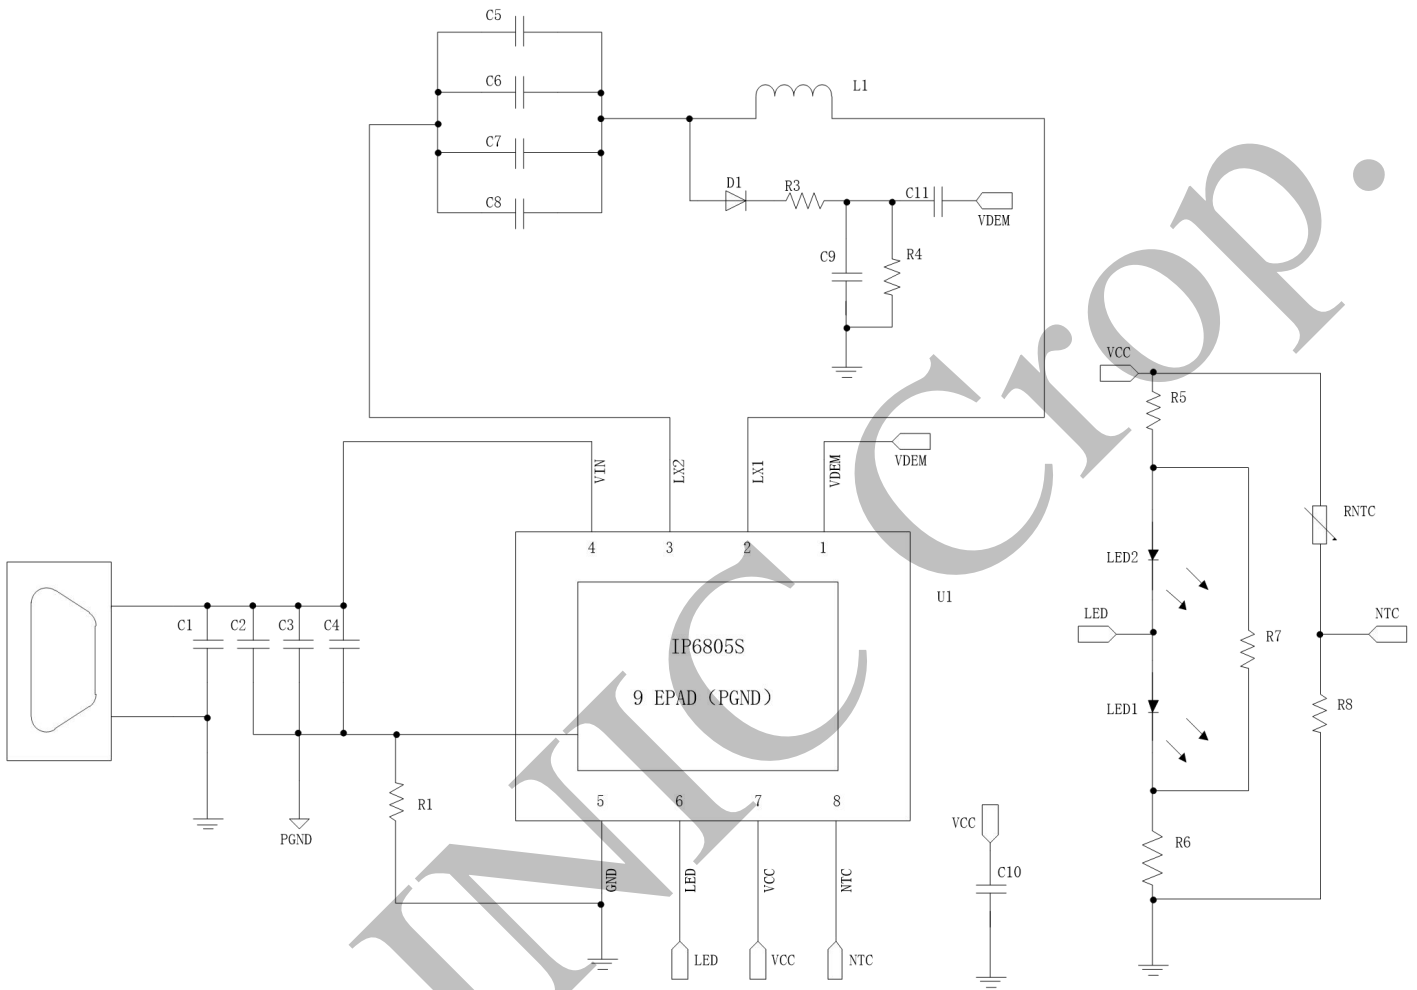 C5
C6
C7
C8
L1
D1
R3
C11
VDEM
C9
R4
VCC
R5
VIN
LX2
LX1
VDEM
VDEM
RNTC
4
3
2
1
LED2
U1
C1
C2
C3
C4
LED
NTC
R7
IP6805S
9 EPAD (PGND)
LED1
R8
R1
5
6
7
8
PGND
VCC
R6
GND
LED
VCC
NTC
C10
LED
VCC
NTC
INIC Crop.